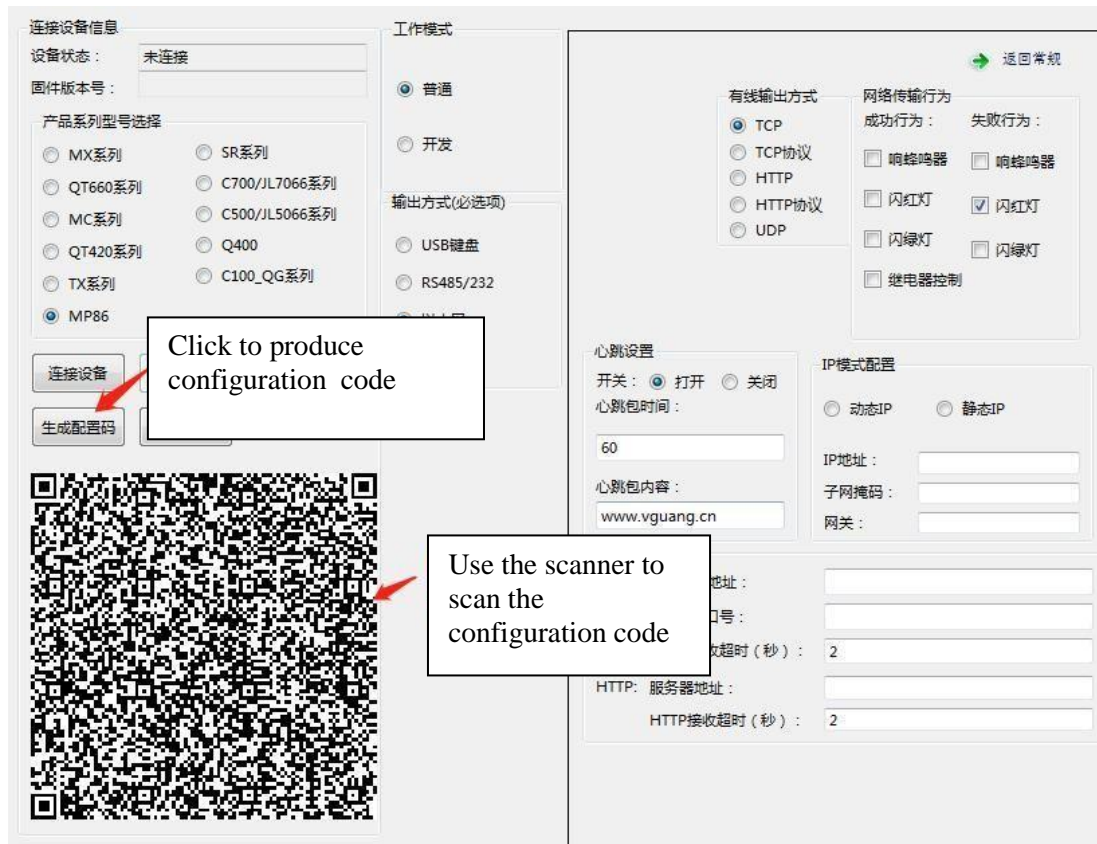 连接设备信息
设备状态： 未连接
固件版本号：
产品系列型号选择
MX系列
SR系列
QT660系列
C700/JL7066系列
MC系列
C500/JL5066系列
QT420系列
Q400
TX系列
C100_QG系列
MP86
连接设备
生成配置码
Click to produce
configuration code
工作模式
普通
开发
输出方式(必选项)
USB键盘
RS485/232
Use the scanner to
scan the
configuration code
返回常规
有线输出方式
TCP
TCP协议
HTTP
HTTP协议
UDP
网络传输行为
成功行为： 失败行为：
响蜂鸣器 响蜂鸣器
闪红灯 闪红灯
闪绿灯 闪绿灯
继电器控制
心跳设置
开关： 打开 关闭
心跳包时间：
60
心跳包内容：
www.vguang.cn
IP模式配置
动态IP 静态IP
IP地址：
子网掩码：
网关：
地址：
口号：
收超时（秒）： 2
HTTP: 服务器地址：
HTTP接收超时（秒）： 2